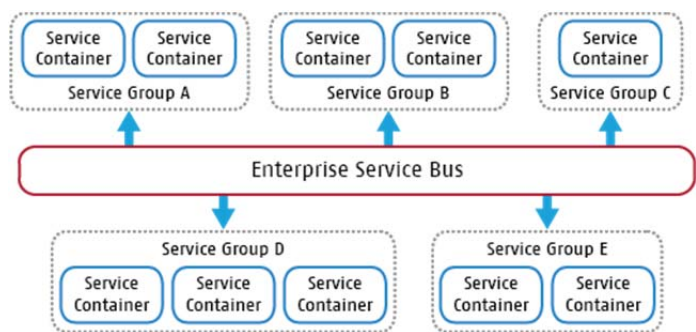 Service
Container
Service
Container
Service Group A
Service
Container
Service
Container
Service Group B
Service
Container
Service Group C
Enterprise Service Bus
Service Group D
Service
Container
Service
Container
Service
Container
Service Group E
Service
Container
Service
Container